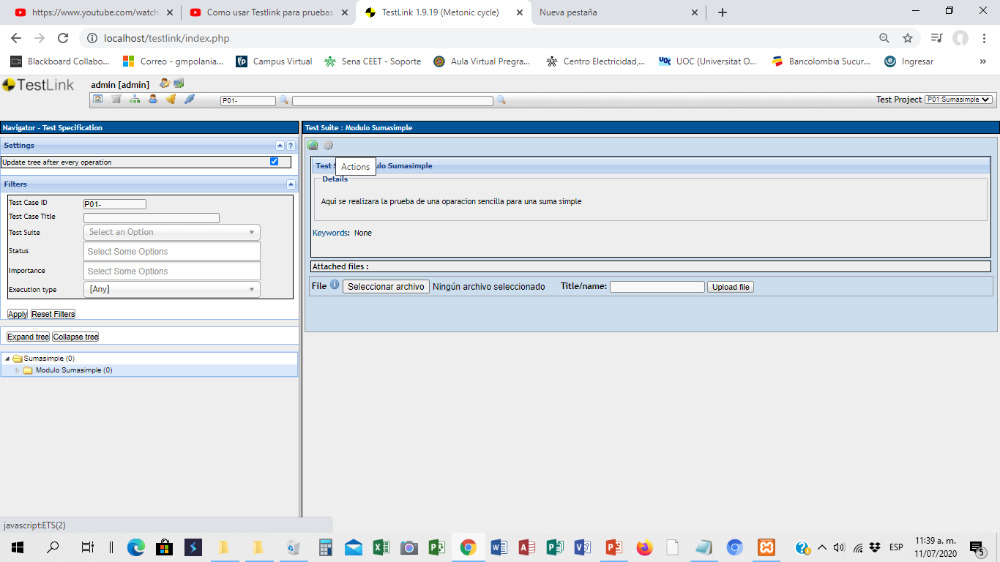 https://www.youtube.com/watch
Como usar Testlink para pruebas
TestLink 1.9.19 (Metonic cycle)
Nueva pestaña
localhost/testlink/index.php
Blackboard Collabo...
Correo - gmpolania...
Campus Virtual
Sena CEET - Soporte
Aula Virtual Pregra...
Centro Electricidad,...
UOC (Universitat O...
Bancolombia Sucur...
Ingresar
»
TestLink
admin [admin]
P01-
Test Project
P01:Sumasimple
Navigator - Test Specification
Settings
?
Update tree after every operation
Filters
Test Case ID
P01-
Test Case Title
Test Suite
Select an Option
Status
Select Some Options
Importance
Select Some Options
Execution type
[Any]
Apply
Reset Filters
Expand tree
Collapse tree
Sumasimple (0)
Modulo Sumasimple (0)
Test Suite : Modulo Sumasimple
Actions
Test S
ulo Sumasimple
Details
Aqui se realizara la prueba de una oparacion sencilla para una suma simple
Keywords: None
Attached files :
File
Seleccionar archivo
Ningún archivo seleccionado
Title/name:
Upload file
javascript:ETS(2)
ESP
11:39 a. m.
11/07/2020
5